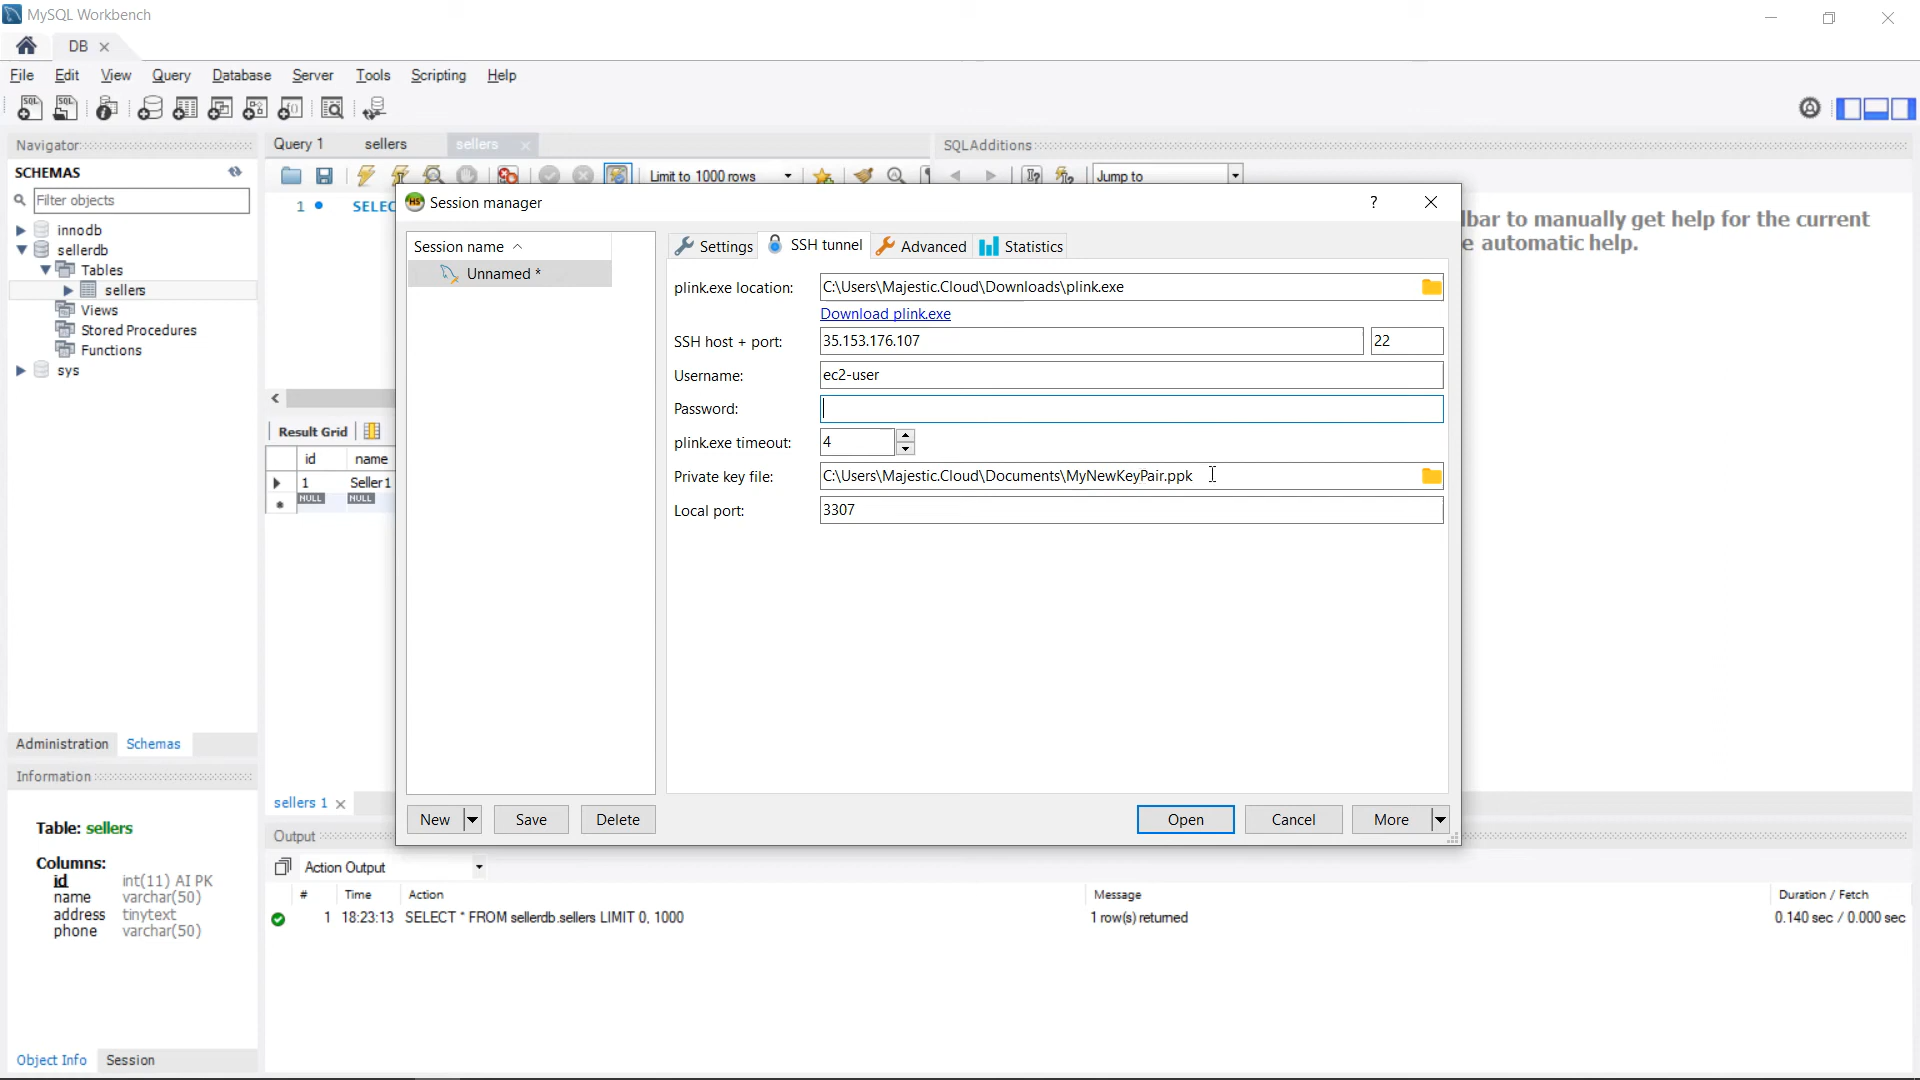 MySQL Workbench
DB
File Edit View Query Database Server Tools Scripting Help
Navigator
SCHEMAS
Filter objects
innodb
sellerdb
Tables
sellers
Views
Stored Procedures
Functions
sys
Administration Schemas
Information
Table: sellers
Columns:
id int(11) AI PK
name varchar(50)
address tinytext
phone varchar(50)
Object Info Session
Query 1 sellers sellers
Limit to 1000 rows
1 SELEC
Result Grid
id name
1 Seller1
NULL NULL
sellers 1
SQLAdditions
Jump to
lbar to manually get help for the current
e automatic help.
HS Session manager
Session name
Unnamed *
Settings SSH tunnel Advanced Statistics
plink.exe location: C:\Users\Majestic.Cloud\Downloads\plink.exe
Download plink.exe
SSH host + port: 35.153.176.107 22
Username: ec2-user
Password:
plink.exe timeout: 4
Private key file: C:\Users\Majestic.Cloud\Documents\MyNewKeyPair.ppk
Local port: 3307
New Save Delete Open Cancel More
Output
Action Output
# Time Action Message Duration / Fetch
1 18:23:13 SELECT * FROM sellerdb.sellers LIMIT 0, 1000 1 row(s) returned 0.140 sec / 0.000 sec